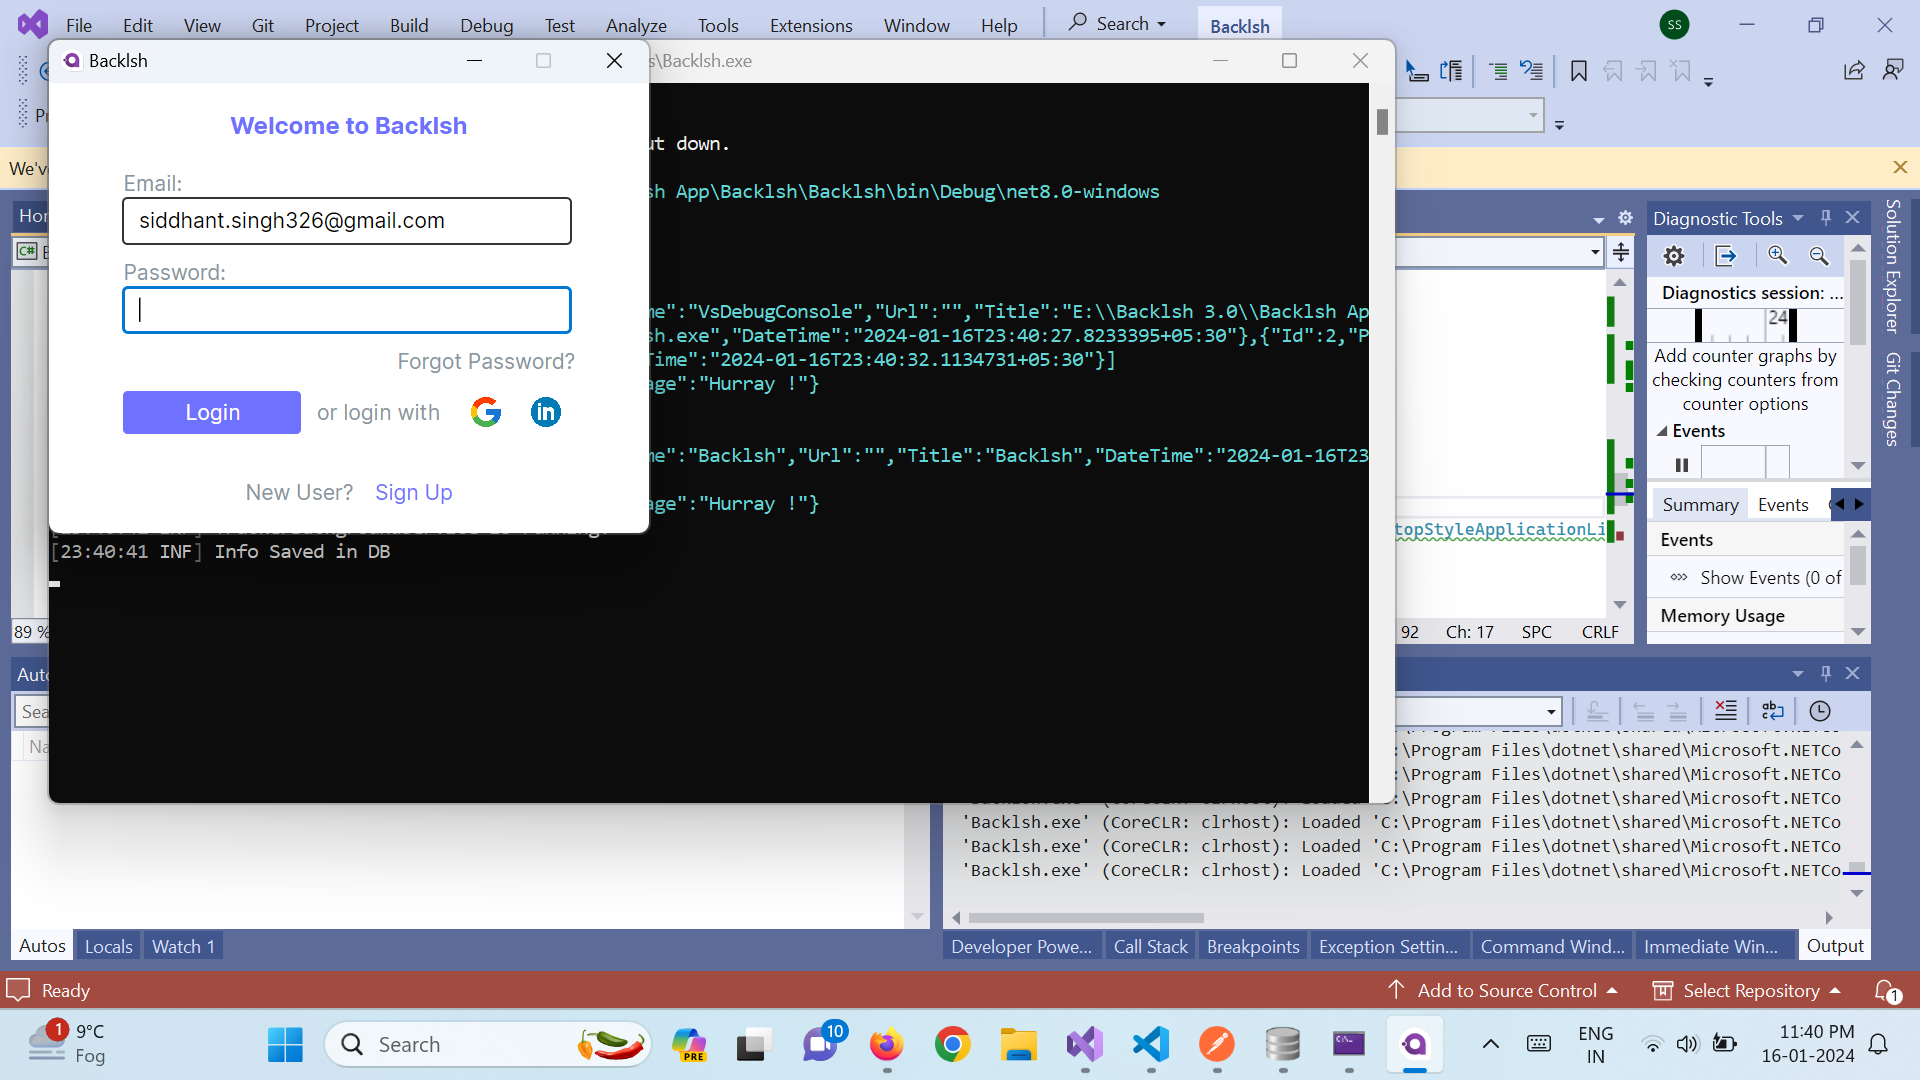 File Edit View Git Project Build Debug Test Analyze Tools Extensions Window Help Search Backlsh SS
Backlsh
s\Backlsh.exe
Welcome to Backlsh
Email:
siddhant.singh326@gmail.com
Password:
Forgot Password?
Login or login with
New User? Sign Up
ut down.
sh App\Backlsh\Backlsh\bin\Debug\net8.0-windows
me":"VsDebugConsole","Url":"","Title":"E:\\Backlsh 3.0\\Backlsh Ap
sh.exe","DateTime":"2024-01-16T23:40:27.8233395+05:30"},{"Id":2,"P
Time":"2024-01-16T23:40:32.1134731+05:30"}]
age":"Hurray !"}
me":"Backlsh","Url":"","Title":"Backlsh","DateTime":"2024-01-16T23
age":"Hurray !"}
[23:40:41 INF] Info Saved in DB
We'v
Hor
C#
89 %
topStyleApplicationLi
92 Ch: 17 SPC CRLF
Diagnostic Tools
Diagnostics session: ...
24
Add counter graphs by
checking counters from
counter options
Events
Summary Events
Events
Show Events (0 of
Memory Usage
Solution Explorer
Git Changes
Auto
Sea
Na
Autos Locals Watch 1
:\Program Files\dotnet\shared\Microsoft.NETCo
:\Program Files\dotnet\shared\Microsoft.NETCo
:\Program Files\dotnet\shared\Microsoft.NETCo
'Backlsh.exe' (CoreCLR: clrhost): Loaded 'C:\Program Files\dotnet\shared\Microsoft.NETCo
'Backlsh.exe' (CoreCLR: clrhost): Loaded 'C:\Program Files\dotnet\shared\Microsoft.NETCo
'Backlsh.exe' (CoreCLR: clrhost): Loaded 'C:\Program Files\dotnet\shared\Microsoft.NETCo
Developer Powe... Call Stack Breakpoints Exception Settin... Command Wind... Immediate Win... Output
Ready Add to Source Control Select Repository 1
1 9°C
Fog
Search
PRE
10
ENG
IN
11:40 PM
16-01-2024